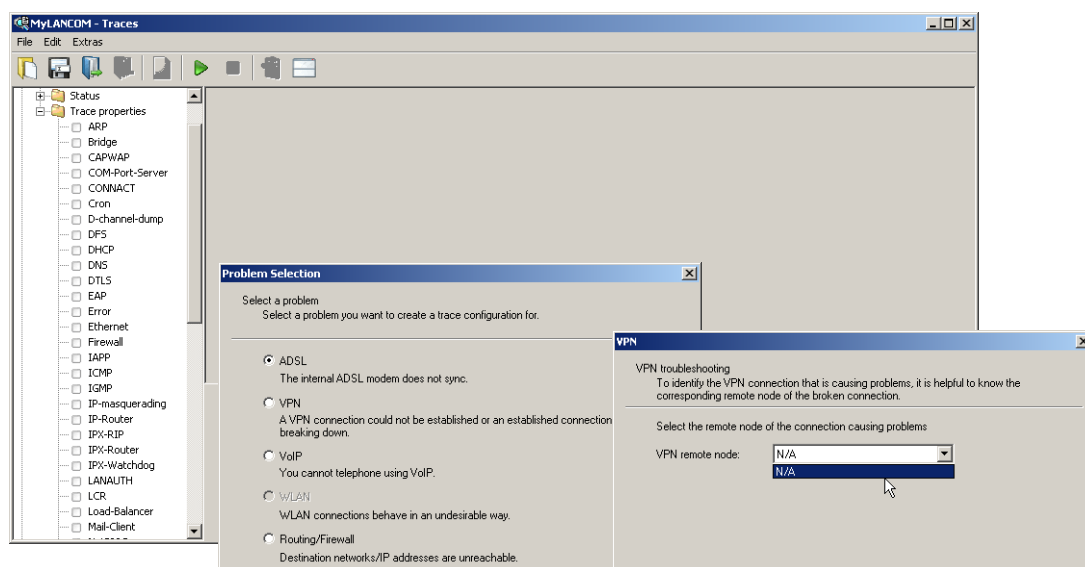 MyLANCOM - Traces
File Edit Extras
Status
Trace properties
ARP
Bridge
CAPWAP
COM-Port-Server
CONNACT
Cron
D-channel-dump
DFS
DHCP
DNS
DTLS
EAP
Error
Ethernet
Firewall
IAPP
ICMP
IGMP
IP-masquerading
IP-Router
IPX-RIP
IPX-Router
IPX-Watchdog
LANAUTH
LCR
Load-Balancer
Mail-Client
Problem Selection
Select a problem
Select a problem you want to create a trace configuration for.
ADSL
The internal ADSL modem does not sync.
VPN
A VPN connection could not be established or an established connection
breaking down.
VoIP
You cannot telephone using VoIP.
WLAN
WLAN connections behave in an undesirable way.
Routing/Firewall
Destination networks/IP addresses are unreachable.
VPN
VPN troubleshooting
To identify the VPN connection that is causing problems, it is helpful to know the
corresponding remote node of the broken connection.
Select the remote node of the connection causing problems
VPN remote node: N/A
N/A